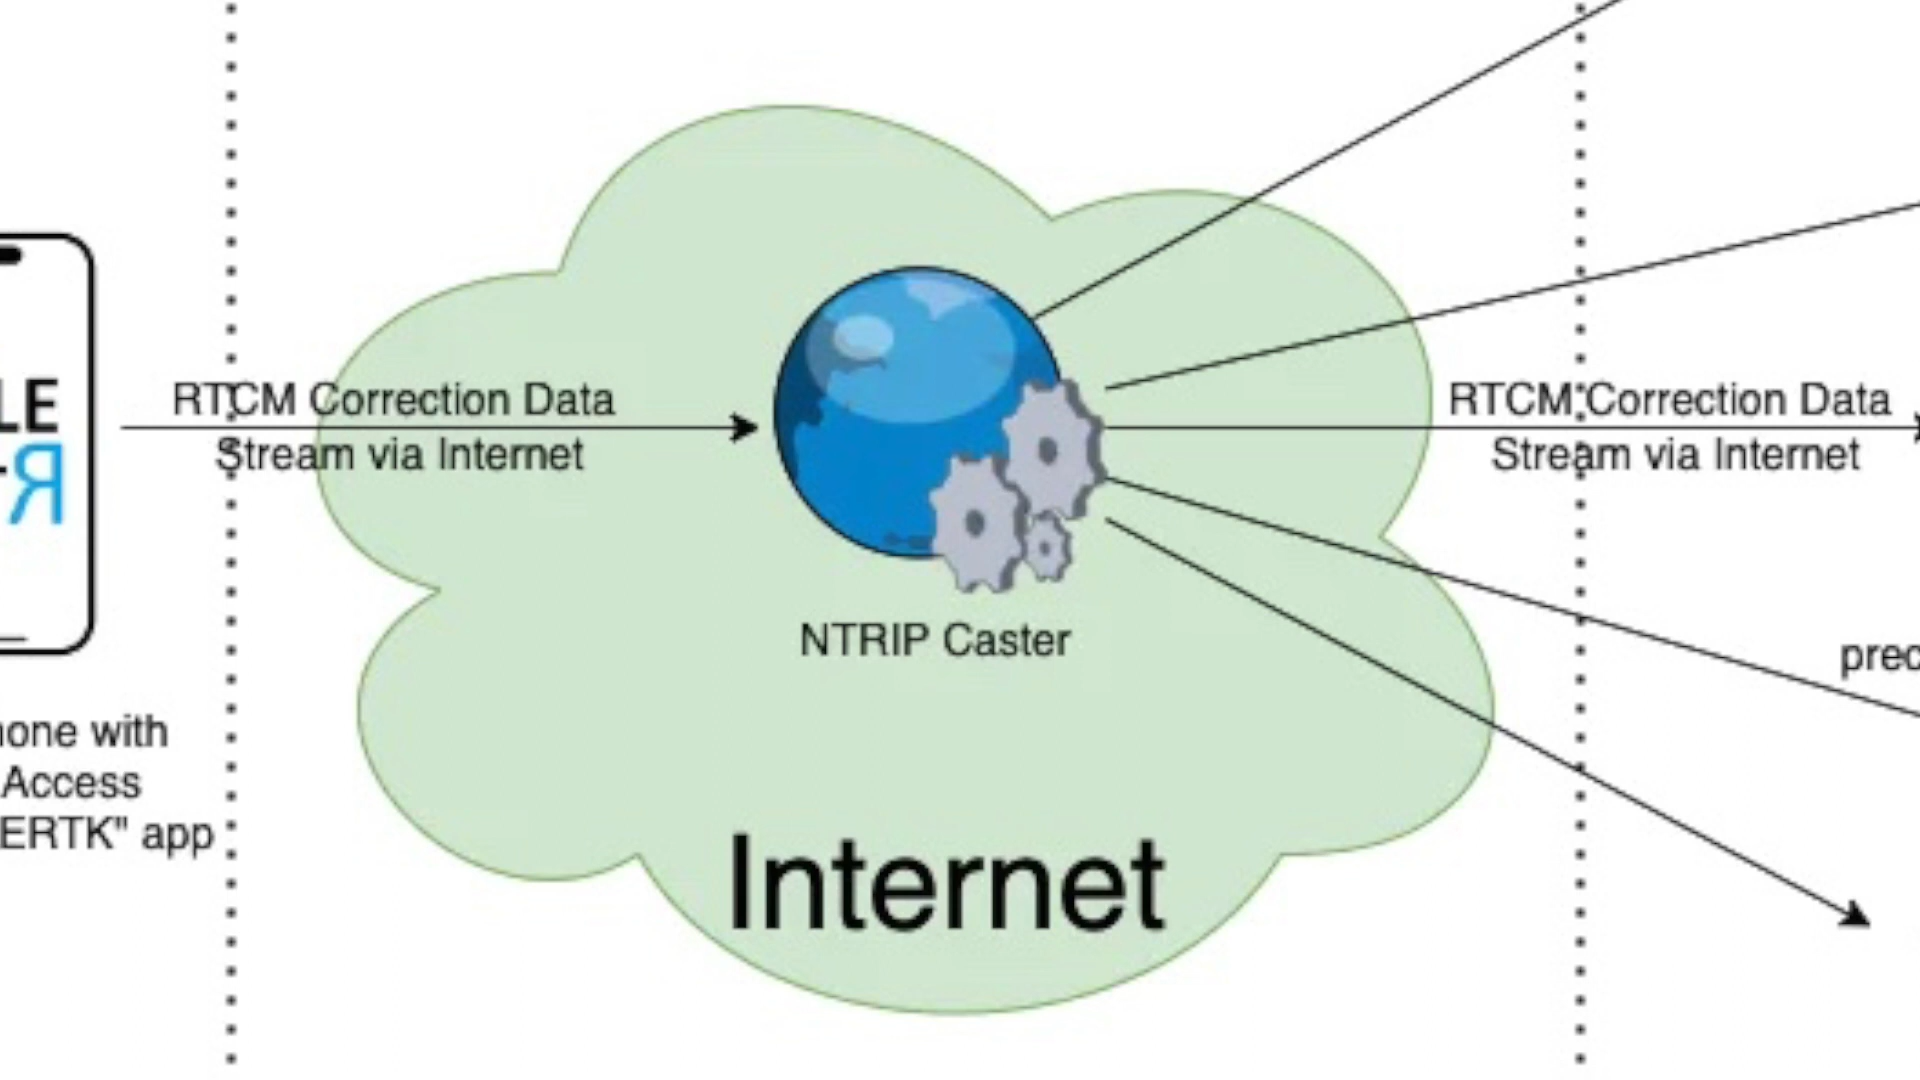 LE
RTCM Correction Data
Stream via Internet
RTCM Correction Data
Stream via Internet
NTRIP Caster
with
Access
ERTK" app
Internet